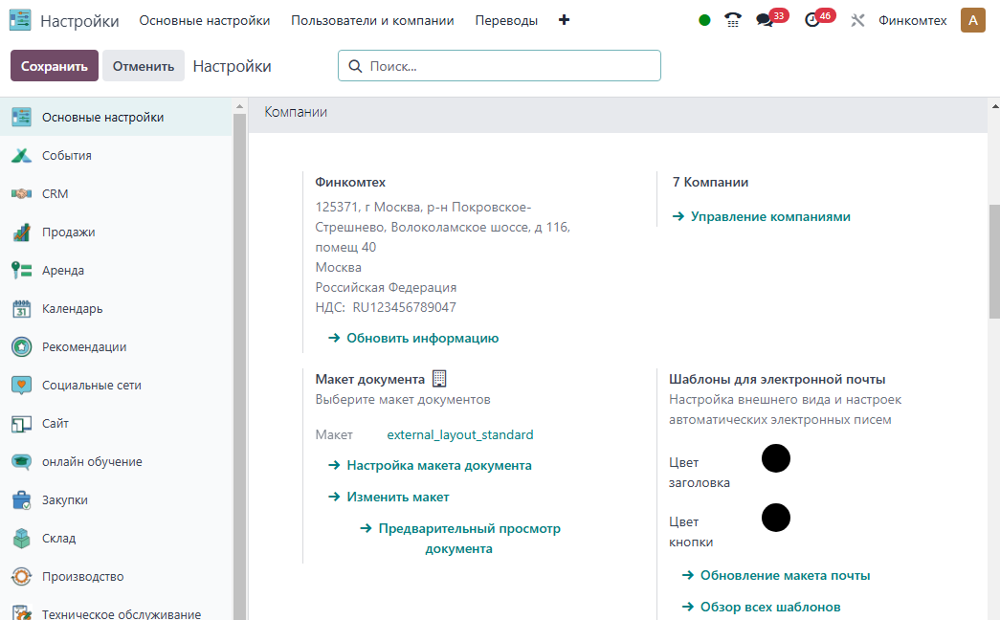 Настройки Основные настройки Пользователи и компании Переводы + 33 46 Финкомтех A
Сохранить Отменить Настройки Поиск...
Основные настройки
События
CRM
Продажи
Аренда
31 Календарь
Рекомендации
Социальные сети
Сайт
онлайн обучение
Закупки
Склад
Производство
Техническое обслуживание
Компании
Финкомтех
125371, г Москва, р-н Покровское-
Стрешнево, Волоколамское шоссе, д 116,
помещ 40
Москва
Российская Федерация
НДС: RU123456789047
→ Обновить информацию
7 Компании
→ Управление компаниями
Макет документа
Выберите макет документов
Макет external_layout_standard
→ Настройка макета документа
→ Изменить макет
→ Предварительный просмотр
документа
Шаблоны для электронной почты
Настройка внешнего вида и настроек
автоматических электронных писем
Цвет
заголовка
Цвет
кнопки
→ Обновление макета почты
→ Обзор всех шаблонов